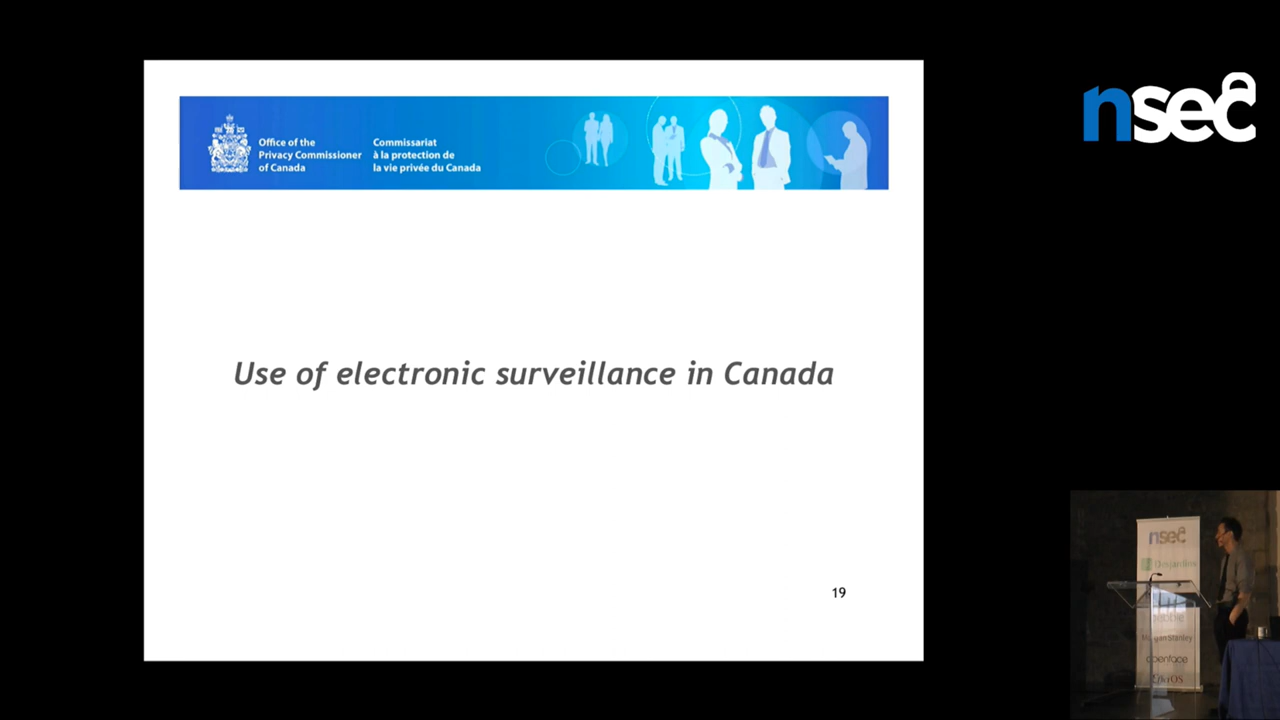 Office of the
Privacy Commissioner
of Canada
Commissariat
à la protection de
la vie privée du Canada
nsec
Use of electronic surveillance in Canada
19
nsec
Desjardins
Morgan Stanley